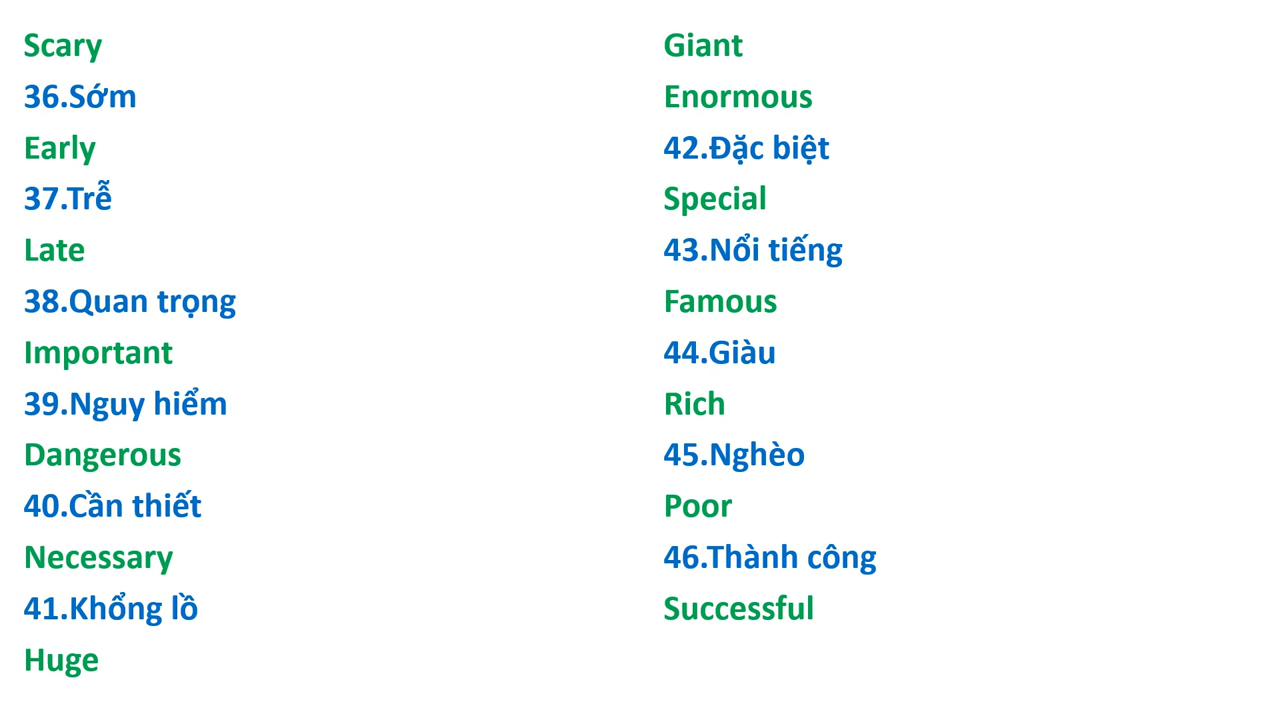 Scary
36.Sớm
Early
37.Trễ
Late
38.Quan trọng
Important
39.Nguy hiểm
Dangerous
40.Cần thiết
Necessary
41.Khổng lồ
Huge
Giant
Enormous
42.Đặc biệt
Special
43.Nổi tiếng
Famous
44.Giàu
Rich
45.Nghèo
Poor
46.Thành công
Successful